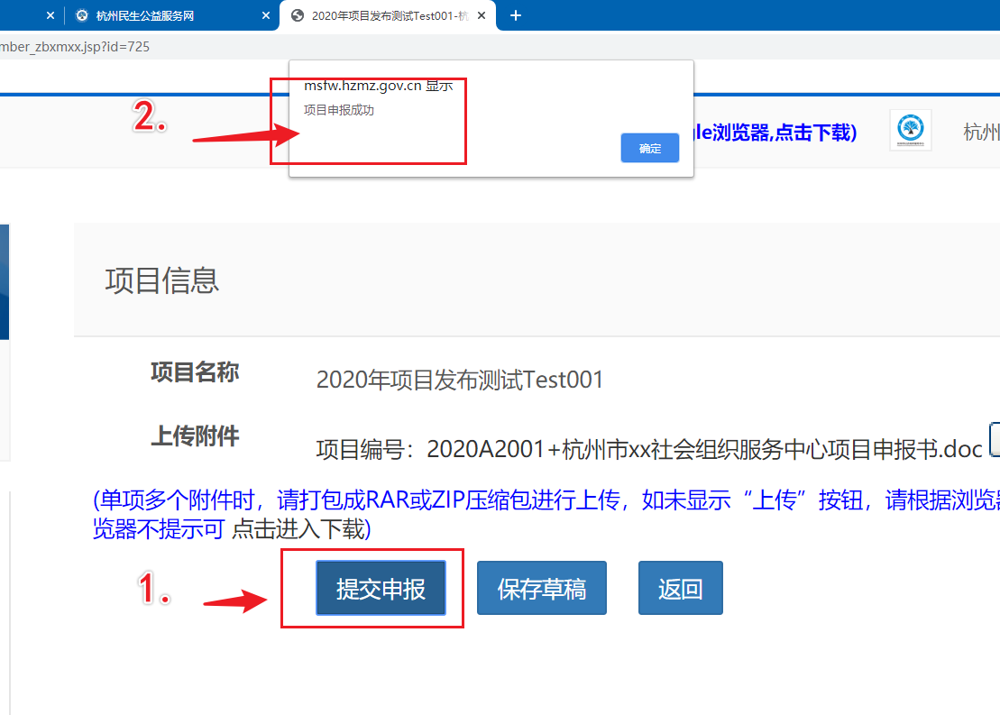 杭州民生公益服务网
2020年项目发布测试Test001-杭
mber_zbxmxx.jsp?id=725
msfw.hzmz.gov.cn 显示
项目申报成功
确定
2.
gle浏览器,点击下载)
杭州
项目信息
项目名称
2020年项目发布测试Test001
上传附件
项目编号：2020A2001+杭州市xx社会组织服务中心项目申报书.doc
(单项多个附件时，请打包成RAR或ZIP压缩包进行上传，如未显示“上传”按钮，请根据浏览器
览器不提示可 点击进入下载)
1.
提交申报
保存草稿
返回